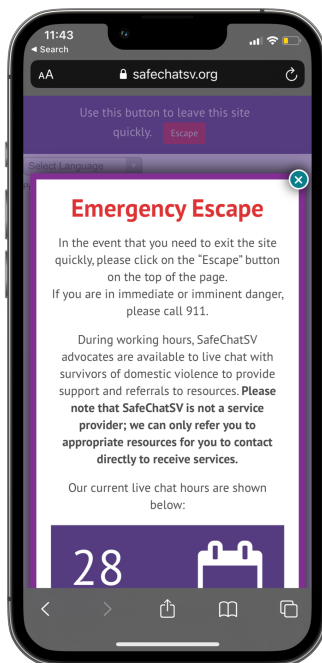 11:43
◀ Search
AA safechatsv.org
Use this button to leave this site
quickly. Escape
Select Language
Emergency Escape
In the event that you need to exit the site
quickly, please click on the “Escape” button
on the top of the page.
If you are in immediate or imminent danger,
please call 911.
During working hours, SafeChatSV
advocates are available to live chat with
survivors of domestic violence to provide
support and referrals to resources. Please
note that SafeChatSV is not a service
provider; we can only refer you to
appropriate resources for you to contact
directly to receive services.
Our current live chat hours are shown
below:
28